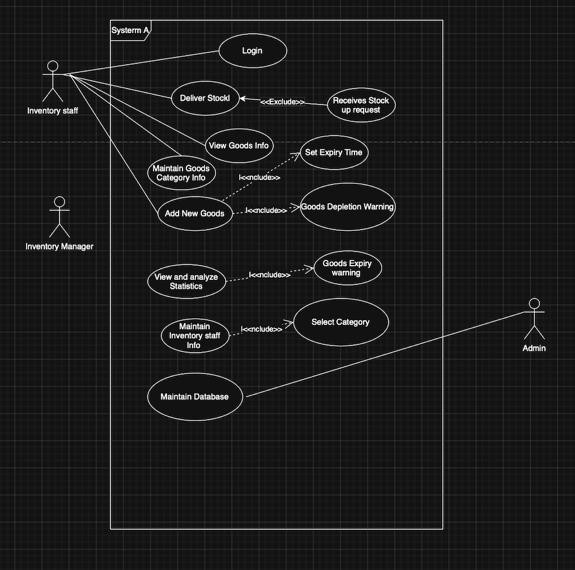 Systerm A
Login
Inventory staff
Deliver Stockl
<<Exclude>>
Receives Stock
up request
View Goods Info
Set Expiry Time
Maintain Goods
Category Info
I<<nclude>>
Add New Goods
I<<nclude>>
Goods Depletion Warning
Inventory Manager
View and analyze
Statistics
I<<nclude>>
Goods Expiry
warning
Maintain
Inventory staff
Info
I<<nclude>>
Select Category
Admin
Maintain Database